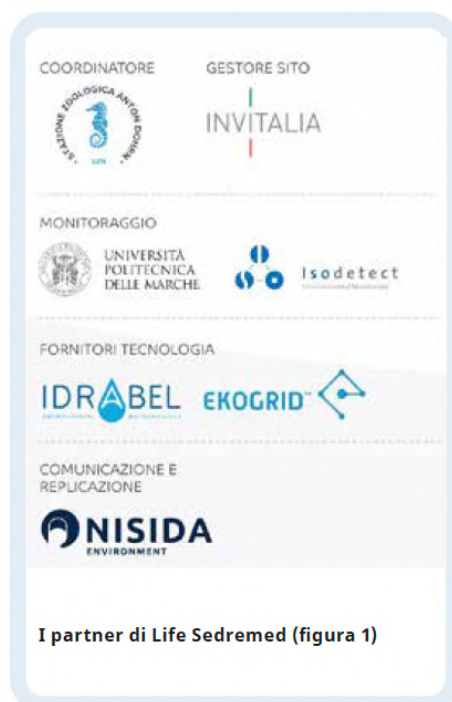 COORDINATORE GESTORE SITO
STAZIONE ZOOLOGICA ANTON DOHRN
SZN
INVITALIA
MONITORAGGIO
UNIVERSITÀ
POLITECNICA
DELLE MARCHE
Isodetect
FORNITORI TECNOLOGIA
IDRABEL EKOGRID™
COMUNICAZIONE E
REPLICAZIONE
NISIDA
ENVIRONMENT
I partner di Life Sedremed (figura 1)